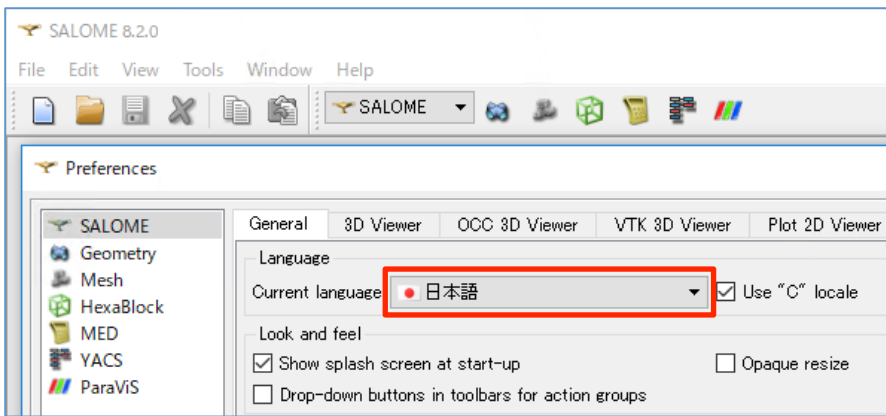 SALOME 8.2.0
File Edit View Tools Window Help
SALOME
Preferences
SALOME
Geometry
Mesh
HexaBlock
MED
YACS
ParaViS
General 3D Viewer OCC 3D Viewer VTK 3D Viewer Plot 2D Viewer
Language
Current language 日本語 Use "C" locale
Look and feel
Show splash screen at start-up Opaque resize
Drop-down buttons in toolbars for action groups